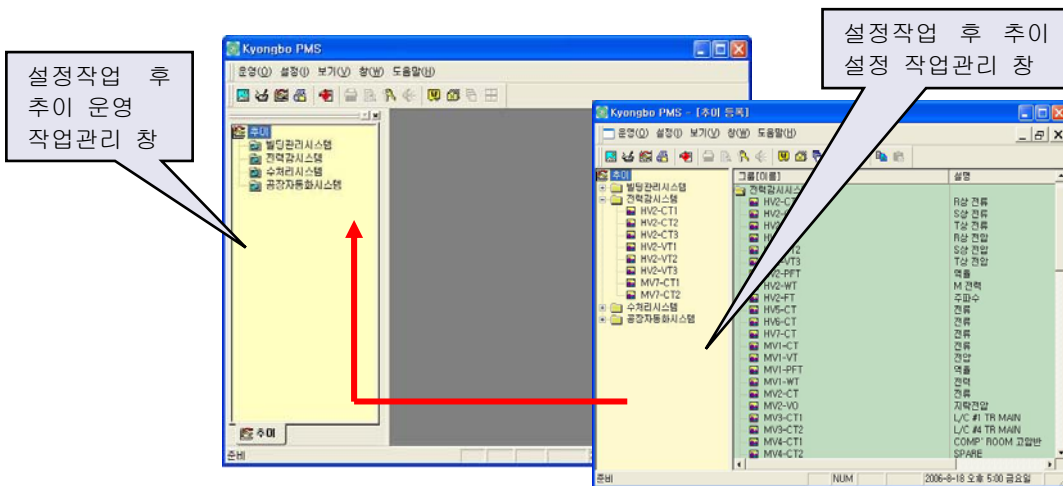 설정작업 후
추이 운영
작업관리 창
설정작업 후 추이
설정 작업관리 창
Kyongbo PMS
운영(O) 설정(I) 보기(V) 창(W) 도움말(H)
추이
빌딩관리시스템
전력감시스템
수처리시스템
공장자동화시스템
추이
준비
Kyongbo PMS - [추이 등록]
운영(O) 설정(I) 보기(V) 창(W) 도움말(H)
추이
빌딩관리시스템
전력감시스템
HV2-CT1
HV2-CT2
HV2-CT3
HV2-VT1
HV2-VT2
HV2-VT3
MV7-CT1
MV7-CT2
수처리시스템
공장자동화시스템
그룹[이름] 설명
R상 전류
S상 전류
T상 전류
R상 전압
S상 전압
T상 전압
HV2-PFT 역률
HV2-WT M 전력
HV2-FT 주파수
HV5-CT 전류
HV6-CT 전류
HV7-CT 전류
MV1-CT 전류
MV1-VT 전압
MV1-PFT 역률
MV1-WT 전력
MV2-CT 전류
MV2-VO 지락전압
MV3-CT1 L/C #1 TR MAIN
MV3-CT2 L/C #4 TR MAIN
MV4-CT1 COMP' ROOM 고압반
MV4-CT2 SPARE
준비 NUM 2006-8-18 오후 5:00 금요일